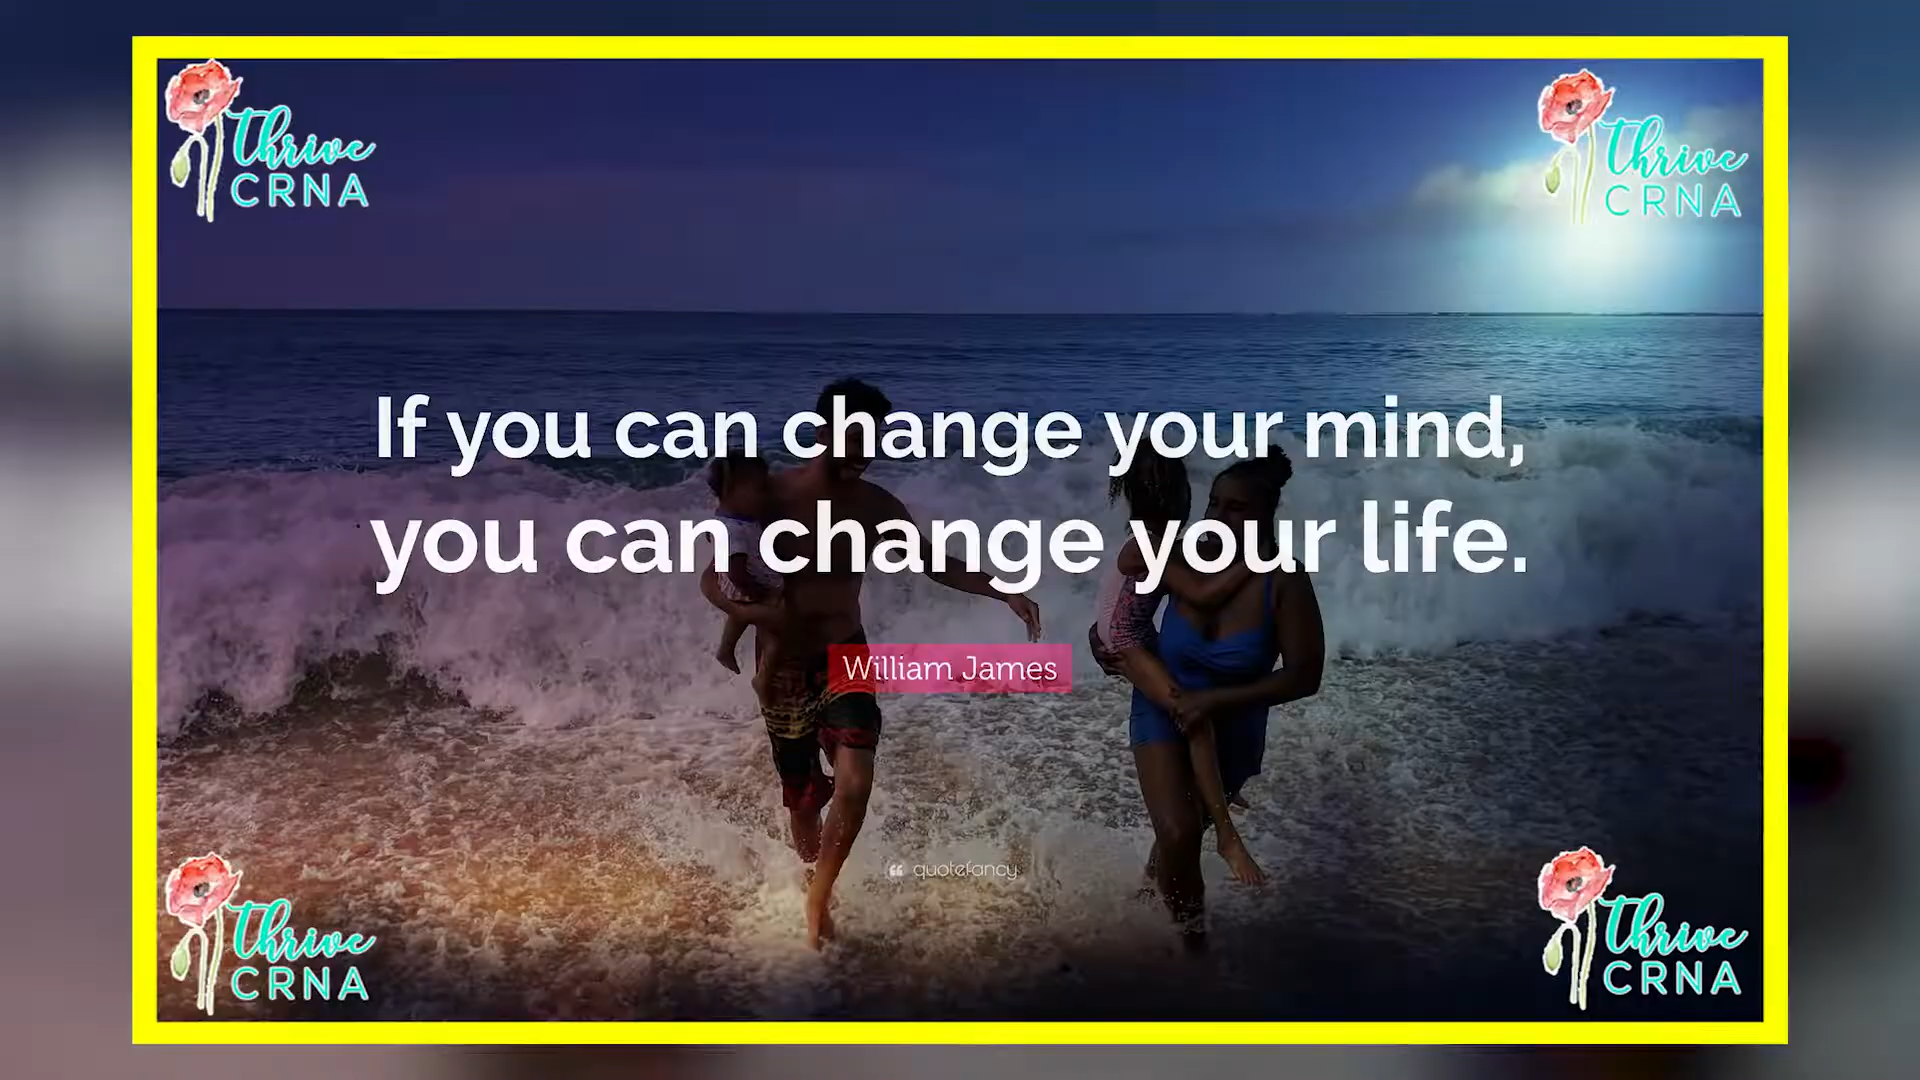 thrive
CRNA
thrive
CRNA
If you can change your mind,
you can change your life.
William James
quotefancy
thrive
CRNA
thrive
CRNA